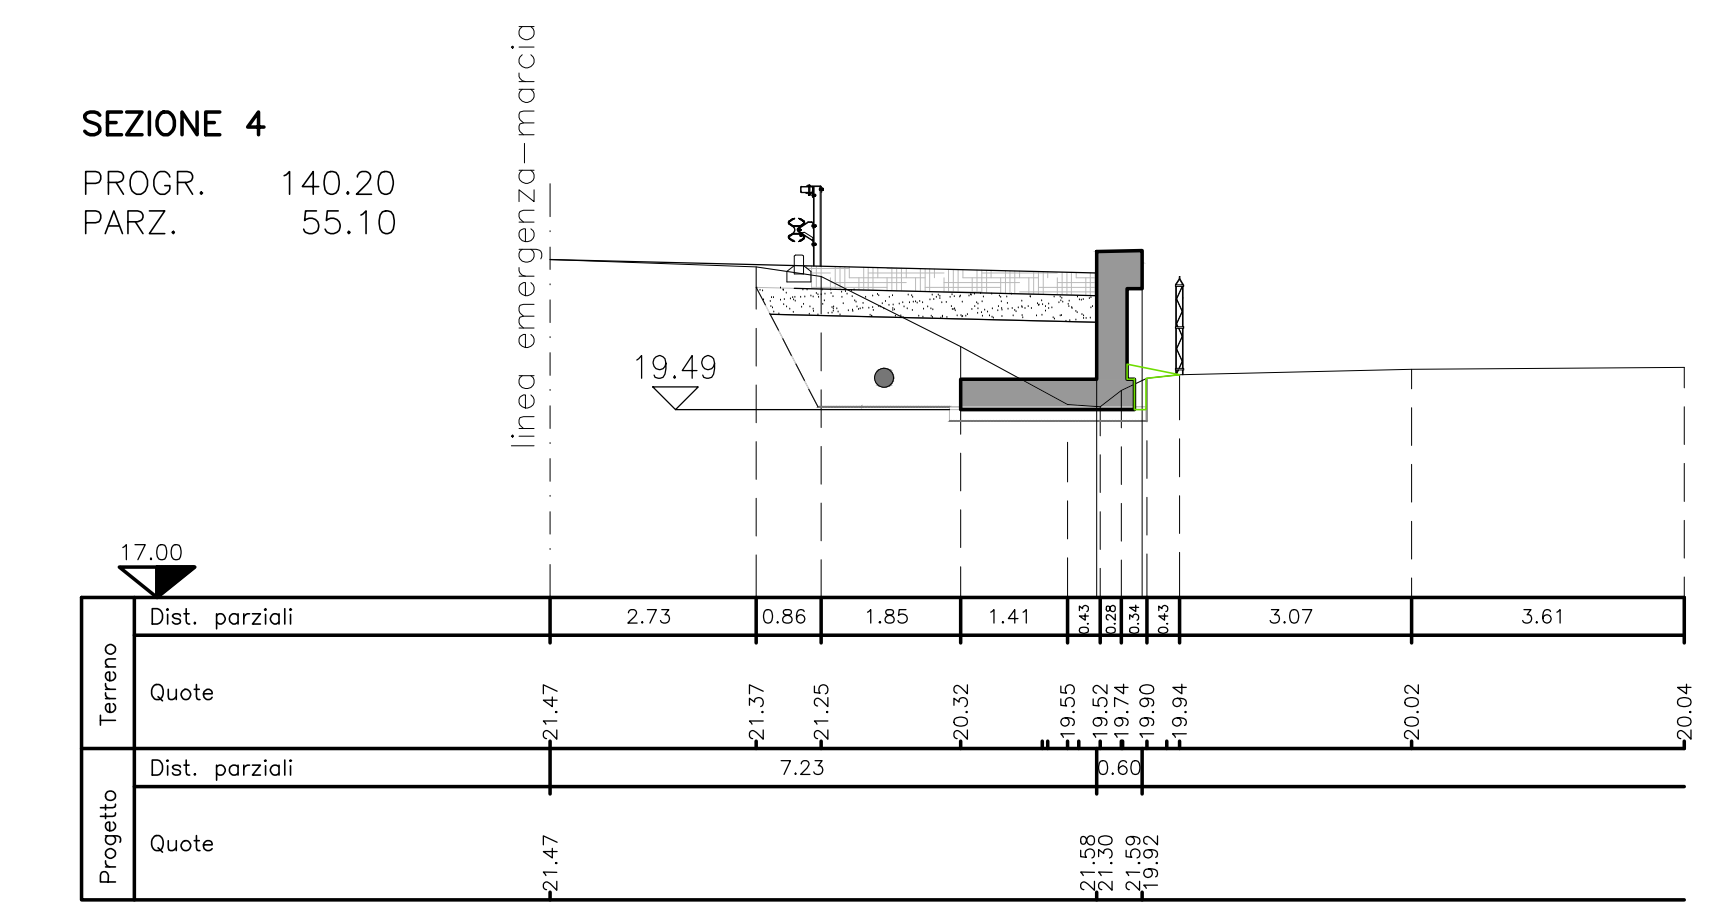 linea emergenza-marcia
SEZIONE 4
PROGR. 140.20
PARZ. 55.10
19.49
17.00
Terreno
Dist. parziali 2.73 0.86 1.85 1.41 0.43 0.28 0.34 0.43 3.07 3.61
Quote 21.47 21.37 21.25 20.32 19.55 19.52 19.74 19.90 19.94 20.02 20.04
Progetto
Dist. parziali 7.23 0.60
Quote 21.47 21.58 21.30 21.59 19.92